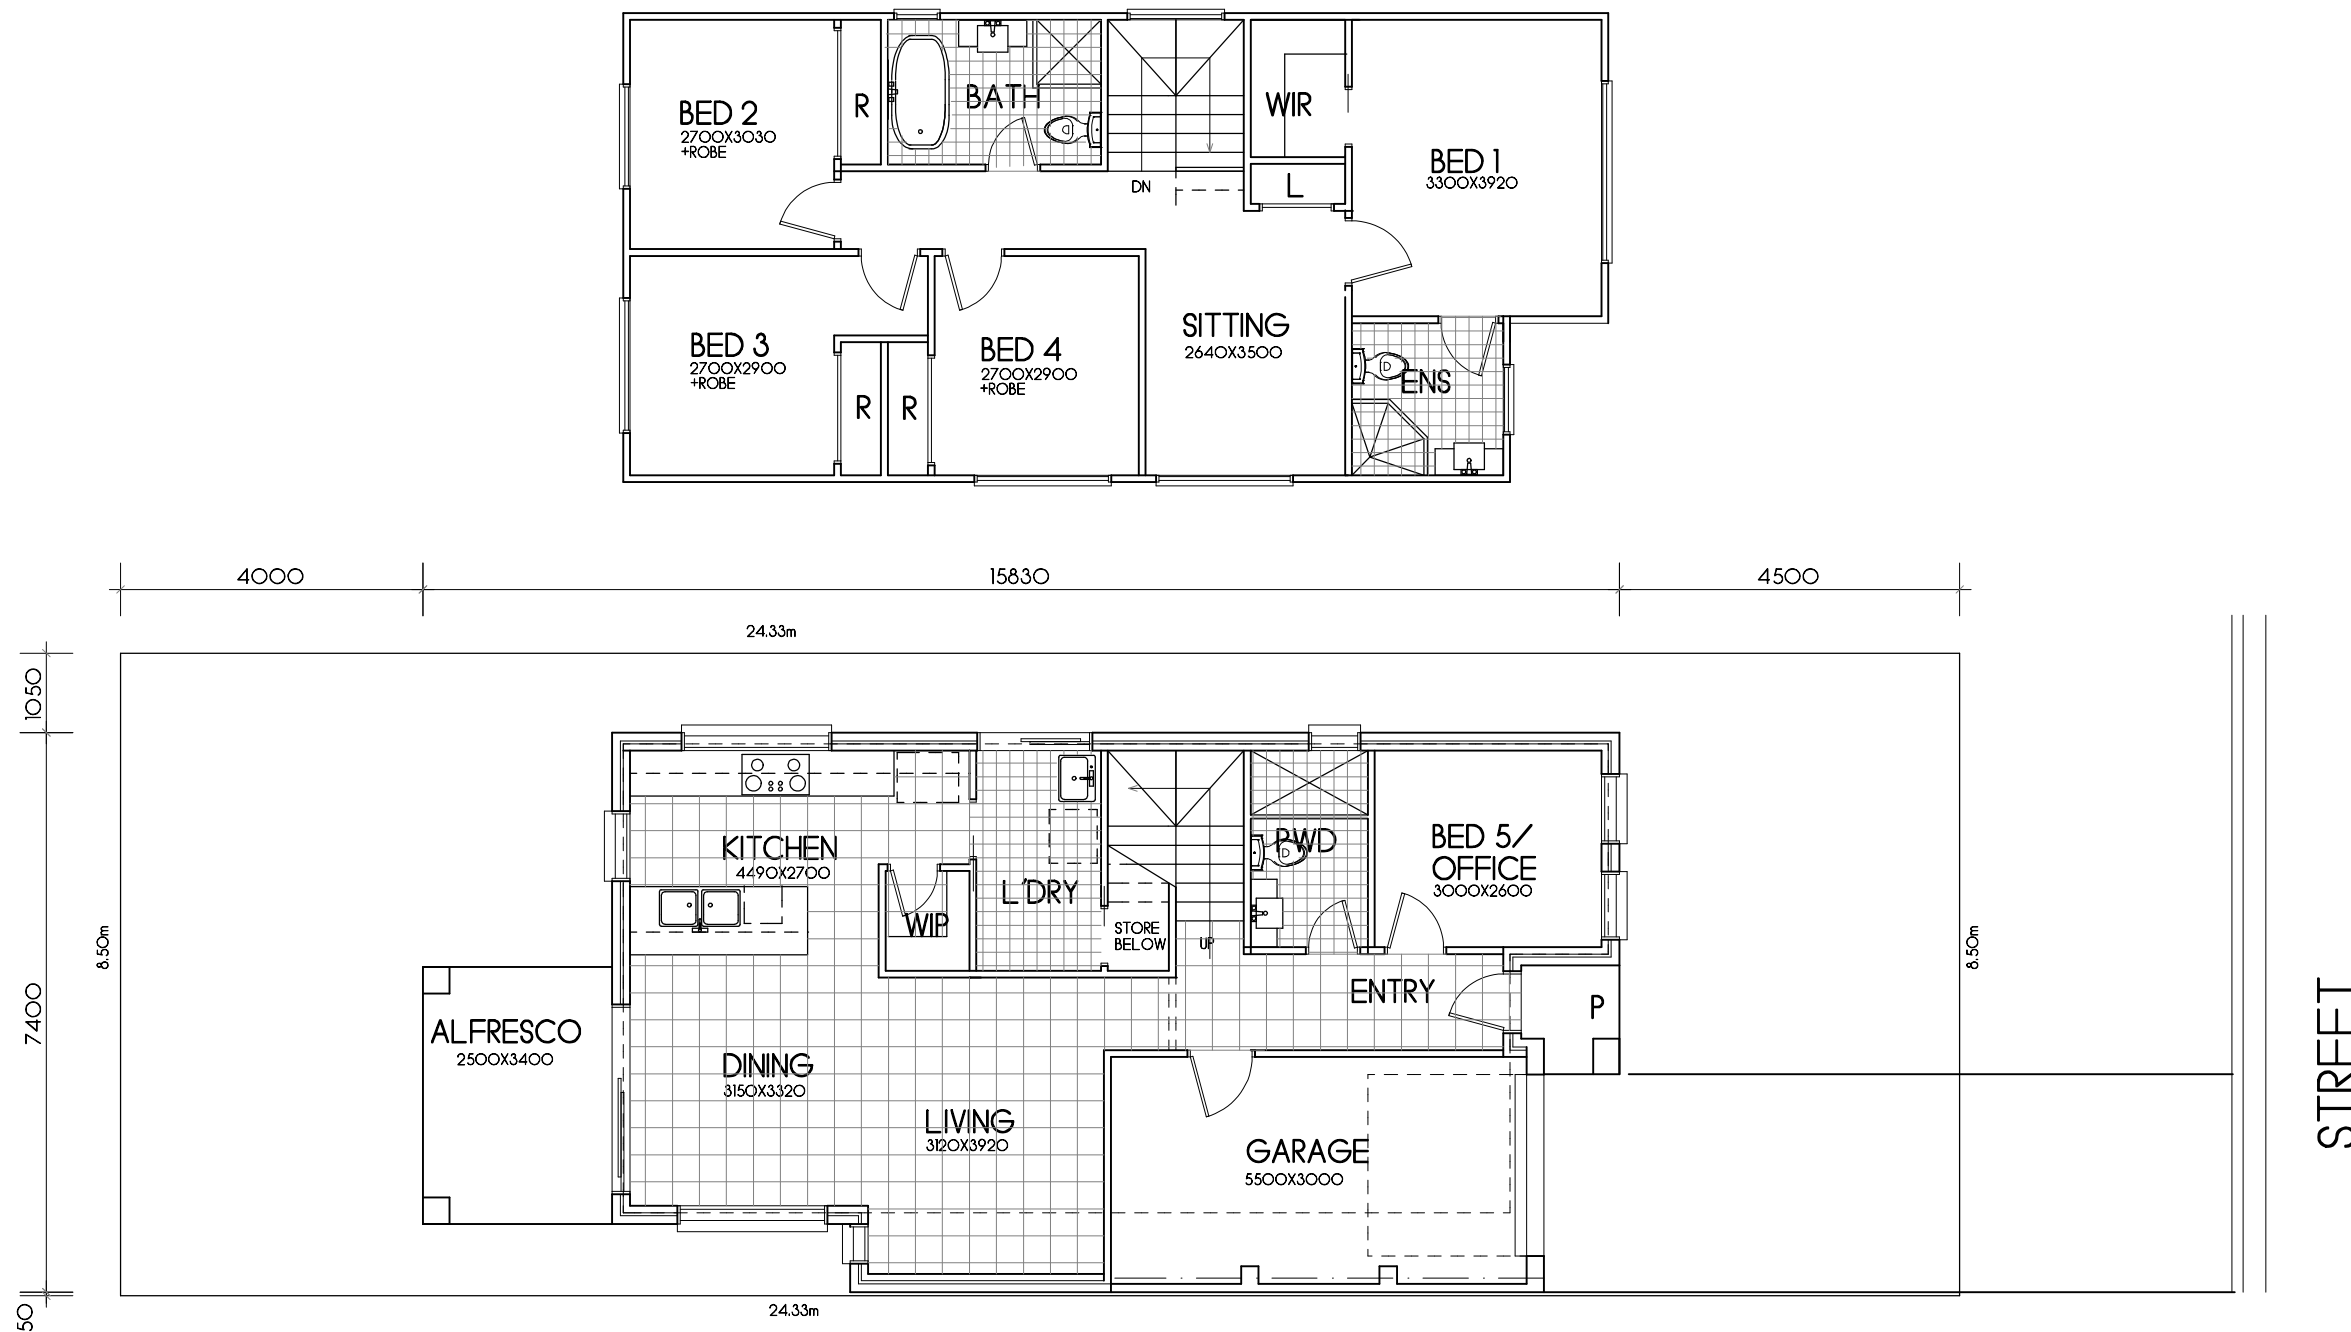 BED 2
2700X3030
+ROBE
R
BATH
DN
WIR
L
BED 1
3300X3920
BED 3
2700X2900
+ROBE
R
R
BED 4
2700X2900
+ROBE
SITTING
2640X3500
ENS
4000
15830
4500
24.33m
1050
7400
50
8.50m
KITCHEN
4490X2700
WIP
L'DRY
STORE
BELOW
UP
PWD
BED 5/
OFFICE
3000X2600
8.50m
ALFRESCO
2500X3400
DINING
3150X3320
LIVING
3120X3920
ENTRY
P
GARAGE
5500X3000
STREET
24.33m